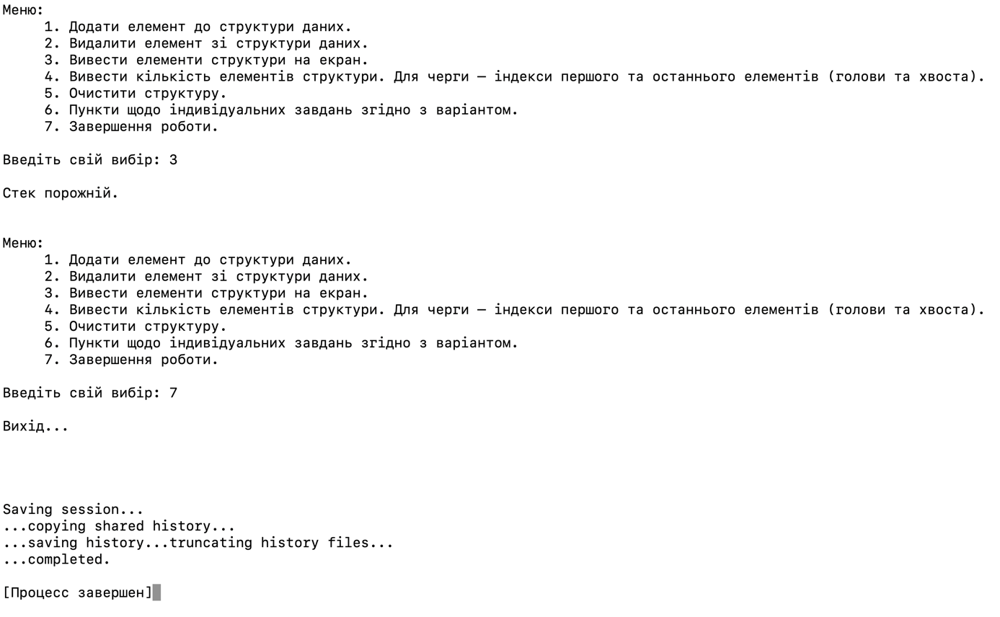 Меню:
1. Додати елемент до структури даних.
2. Видалити елемент зі структури даних.
3. Вивести елементи структури на екран.
4. Вивести кількість елементів структури. Для черги — індекси першого та останнього елементів (голови та хвоста).
5. Очистити структуру.
6. Пункти щодо індивідуальних завдань згідно з варіантом.
7. Завершення роботи.
Введіть свій вибір: 3
Стек порожній.
Меню:
1. Додати елемент до структури даних.
2. Видалити елемент зі структури даних.
3. Вивести елементи структури на екран.
4. Вивести кількість елементів структури. Для черги — індекси першого та останнього елементів (голови та хвоста).
5. Очистити структуру.
6. Пункти щодо індивідуальних завдань згідно з варіантом.
7. Завершення роботи.
Введіть свій вибір: 7
Вихід...
Saving session...
...copying shared history...
...saving history...truncating history files...
...completed.
[Процесс завершен]